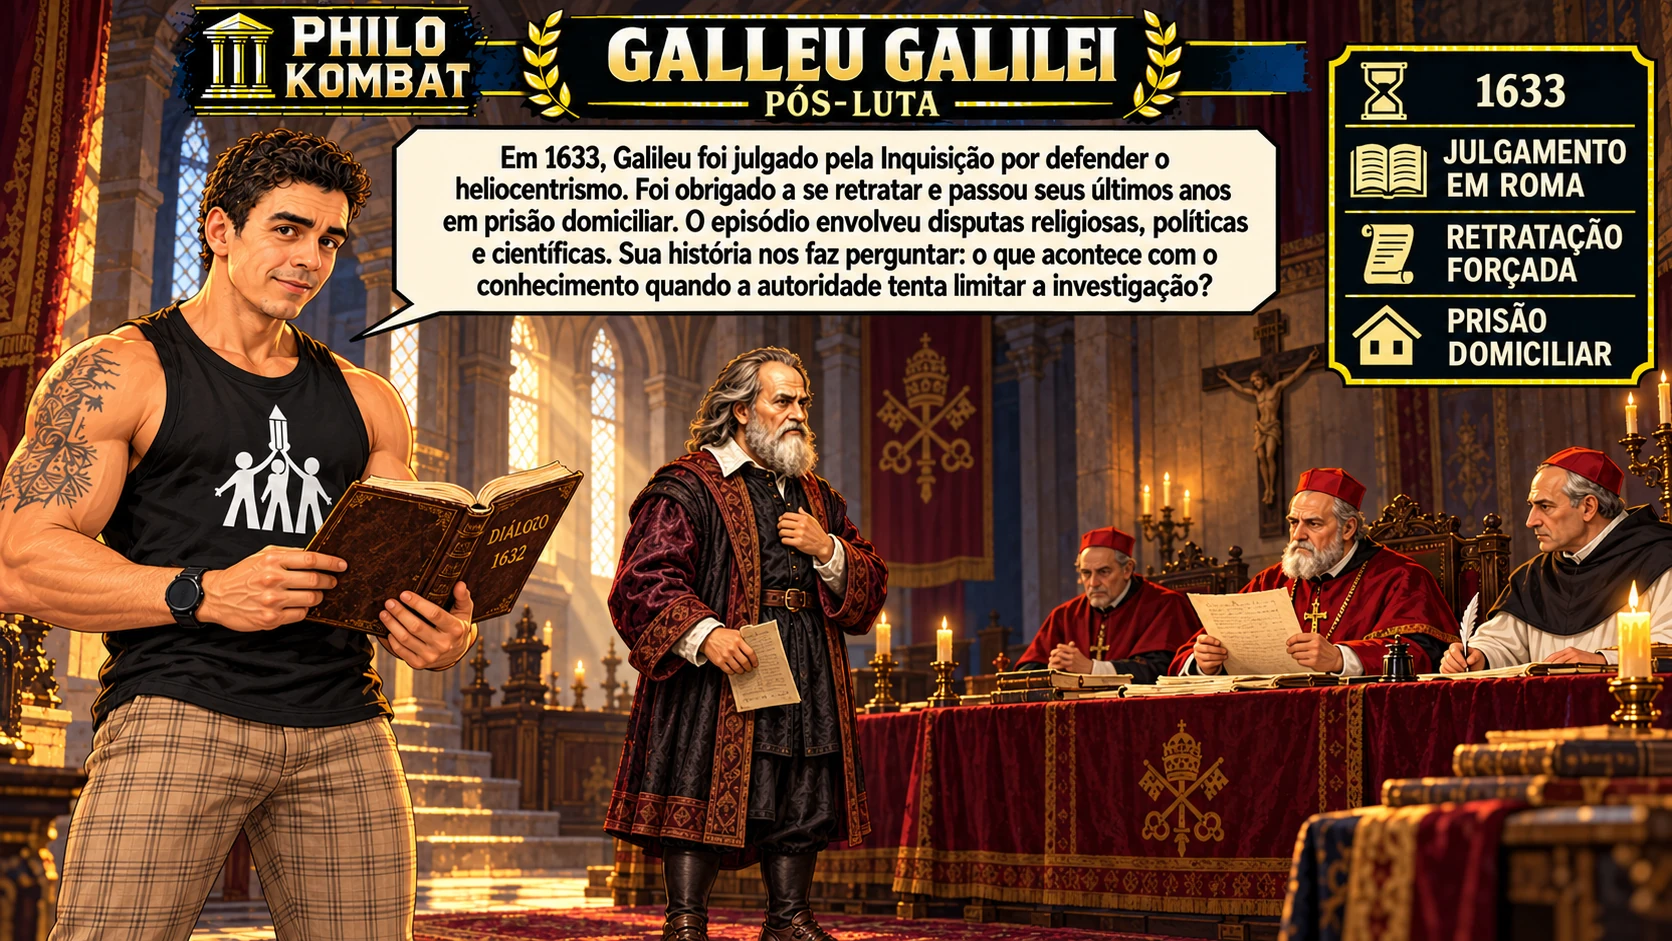 PHILO
KOMBAT
GALLEU GALILEI
PÓS-LUTA
Em 1633, Galileu foi julgado pela Inquisição por defender o
heliocentrismo. Foi obrigado a se retratar e passou seus últimos anos
em prisão domiciliar. O episódio envolveu disputas religiosas, políticas
e científicas. Sua história nos faz perguntar: o que acontece com o
conhecimento quando a autoridade tenta limitar a investigação?
1633
JULGAMENTO
EM ROMA
RETRATAÇÃO
FORÇADA
PRISÃO
DOMICILIAR
DIÁLOZO
1632